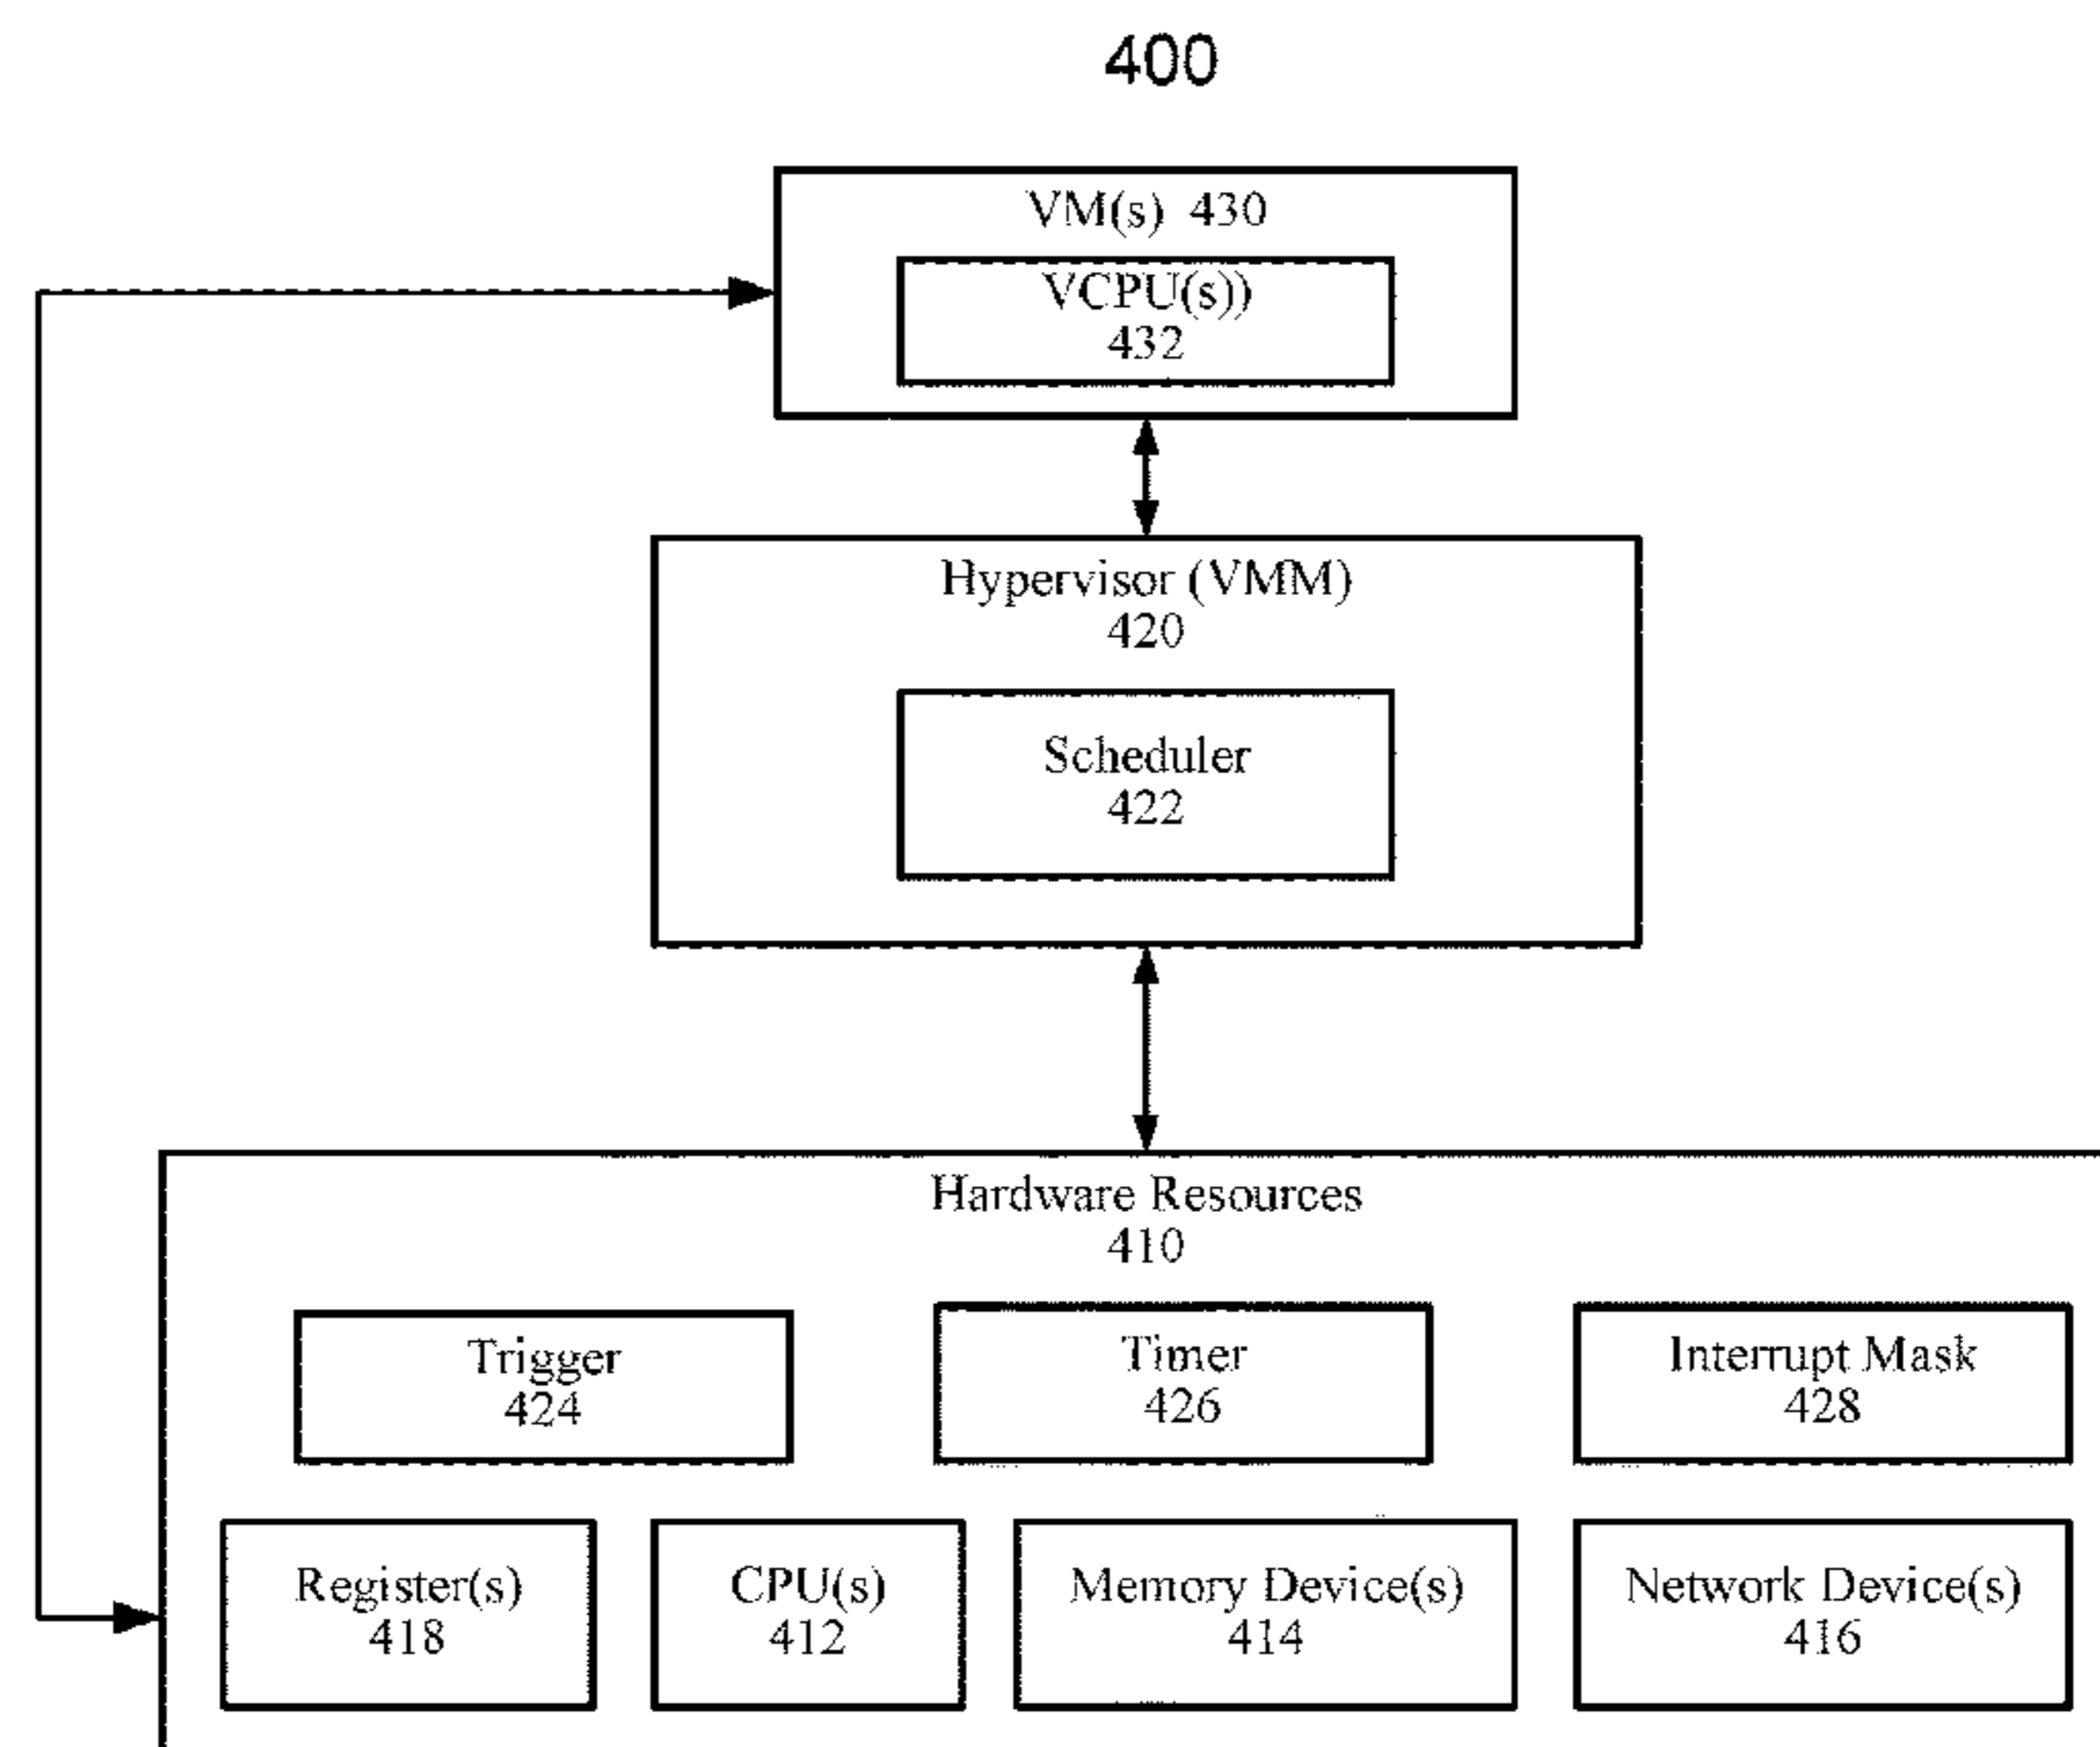 400
VM(s) 430
VCPU(s))
432
Hypervisor (VMM)
420
Scheduler
422
Hardware Resources
410
Trigger
424
Timer
426
Interrupt Mask
428
Register(s)
418
CPU(s)
412
Memory Device(s)
414
Network Device(s)
416